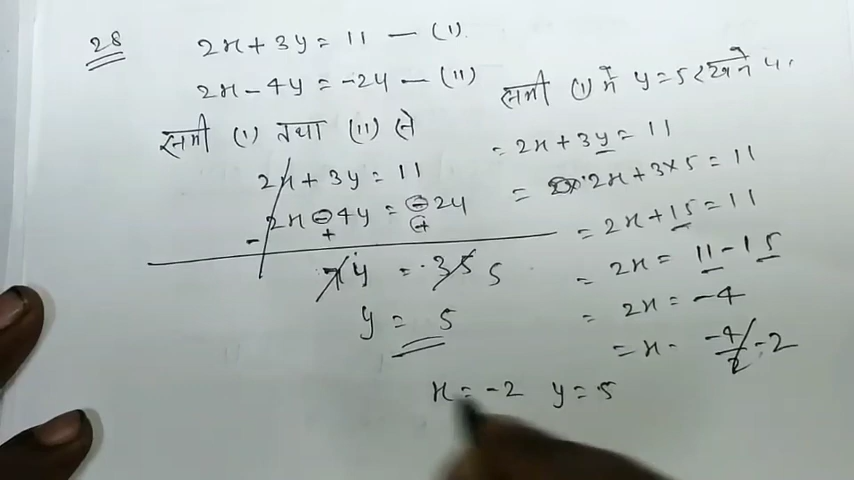 28
2x + 3y = 11 — (I)
2x - 4y = -24 — (II)
समी (I) तथा (II) से
2x + 3y = 11
- 2x - 4y = - 24
+ +
7y = 35 5
y = 5
समी (I) में y = 5 रखने प.
= 2x + 3y = 11
= 2x + 3 × 5 = 11
= 2x + 15 = 11
= 2x = 11 - 15
= 2x = -4
= x = -4/2 = -2
x = -2 y = 5